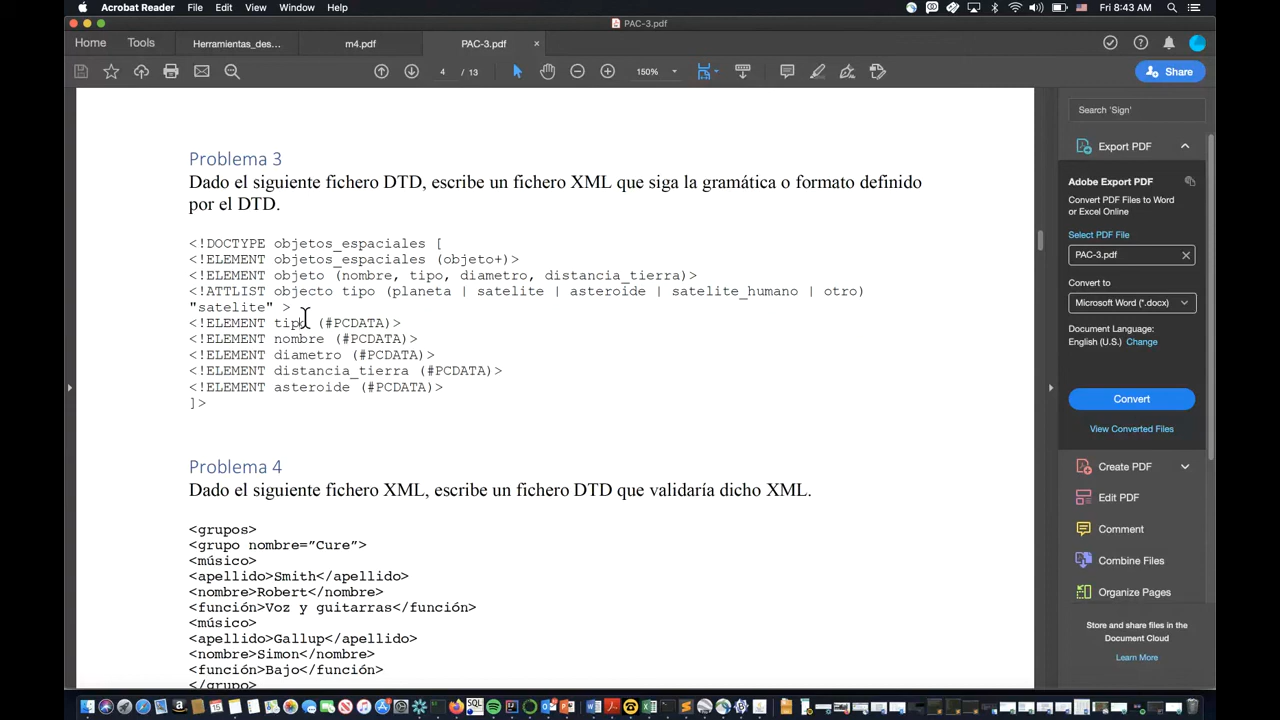 Acrobat Reader File Edit View Window Help
Fri 8:43 AM
PAC-3.pdf
Home Tools Herramientas_des... m4.pdf PAC-3.pdf ×
4 / 13 150% Share
Problema 3
Dado el siguiente fichero DTD, escribe un fichero XML que siga la gramática o formato definido
por el DTD.
<!DOCTYPE objetos_espaciales [
<!ELEMENT objetos_espaciales (objeto+)>
<!ELEMENT objeto (nombre, tipo, diametro, distancia_tierra)>
<!ATTLIST objecto tipo (planeta | satelite | asteroide | satelite_humano | otro)
"satelite" >
<!ELEMENT tipo (#PCDATA)>
<!ELEMENT nombre (#PCDATA)>
<!ELEMENT diametro (#PCDATA)>
<!ELEMENT distancia_tierra (#PCDATA)>
<!ELEMENT asteroide (#PCDATA)>
]>
Problema 4
Dado el siguiente fichero XML, escribe un fichero DTD que validaría dicho XML.
<grupos>
<grupo nombre=”Cure”>
<músico>
<apellido>Smith</apellido>
<nombre>Robert</nombre>
<función>Voz y guitarras</función>
<músico>
<apellido>Gallup</apellido>
<nombre>Simon</nombre>
<función>Bajo</función>
</grupo>
Search 'Sign'
Export PDF
Adobe Export PDF
Convert PDF Files to Word
or Excel Online
Select PDF File
PAC-3.pdf
Convert to
Microsoft Word (*.docx)
Document Language:
English (U.S.) Change
Convert
View Converted Files
Create PDF
Edit PDF
Comment
Combine Files
Organize Pages
Store and share files in the
Document Cloud
Learn More